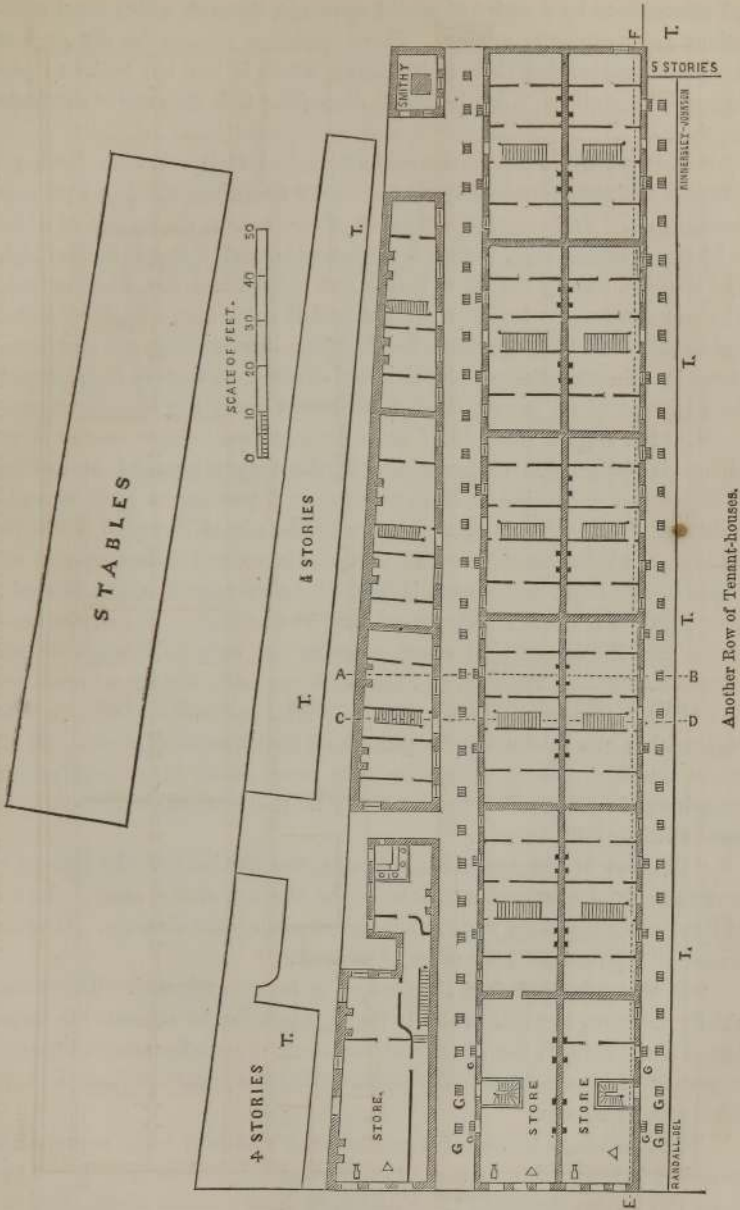 F
T.
5 STORIES
SMITHY
KINNERSLEY-JOHNSON
T.
SCALE OF FEET.
0 10 20 30 40 50
STABLES
4 STORIES
T.
T.
T.
A
B
C
D
T.
4 STORIES
T.
STORE.
STORE
STORE
G
G
G
G
G
G
G
G
RANDALL.DEL
E
Another Row of Tenant-houses.